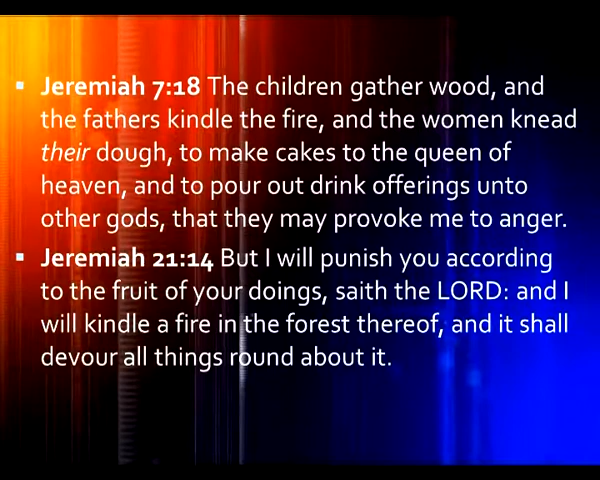 ▪ Jeremiah 7:18 The children gather wood, and
the fathers kindle the fire, and the women knead
their dough, to make cakes to the queen of
heaven, and to pour out drink offerings unto
other gods, that they may provoke me to anger.
▪ Jeremiah 21:14 But I will punish you according
to the fruit of your doings, saith the LORD: and I
will kindle a fire in the forest thereof, and it shall
devour all things round about it.